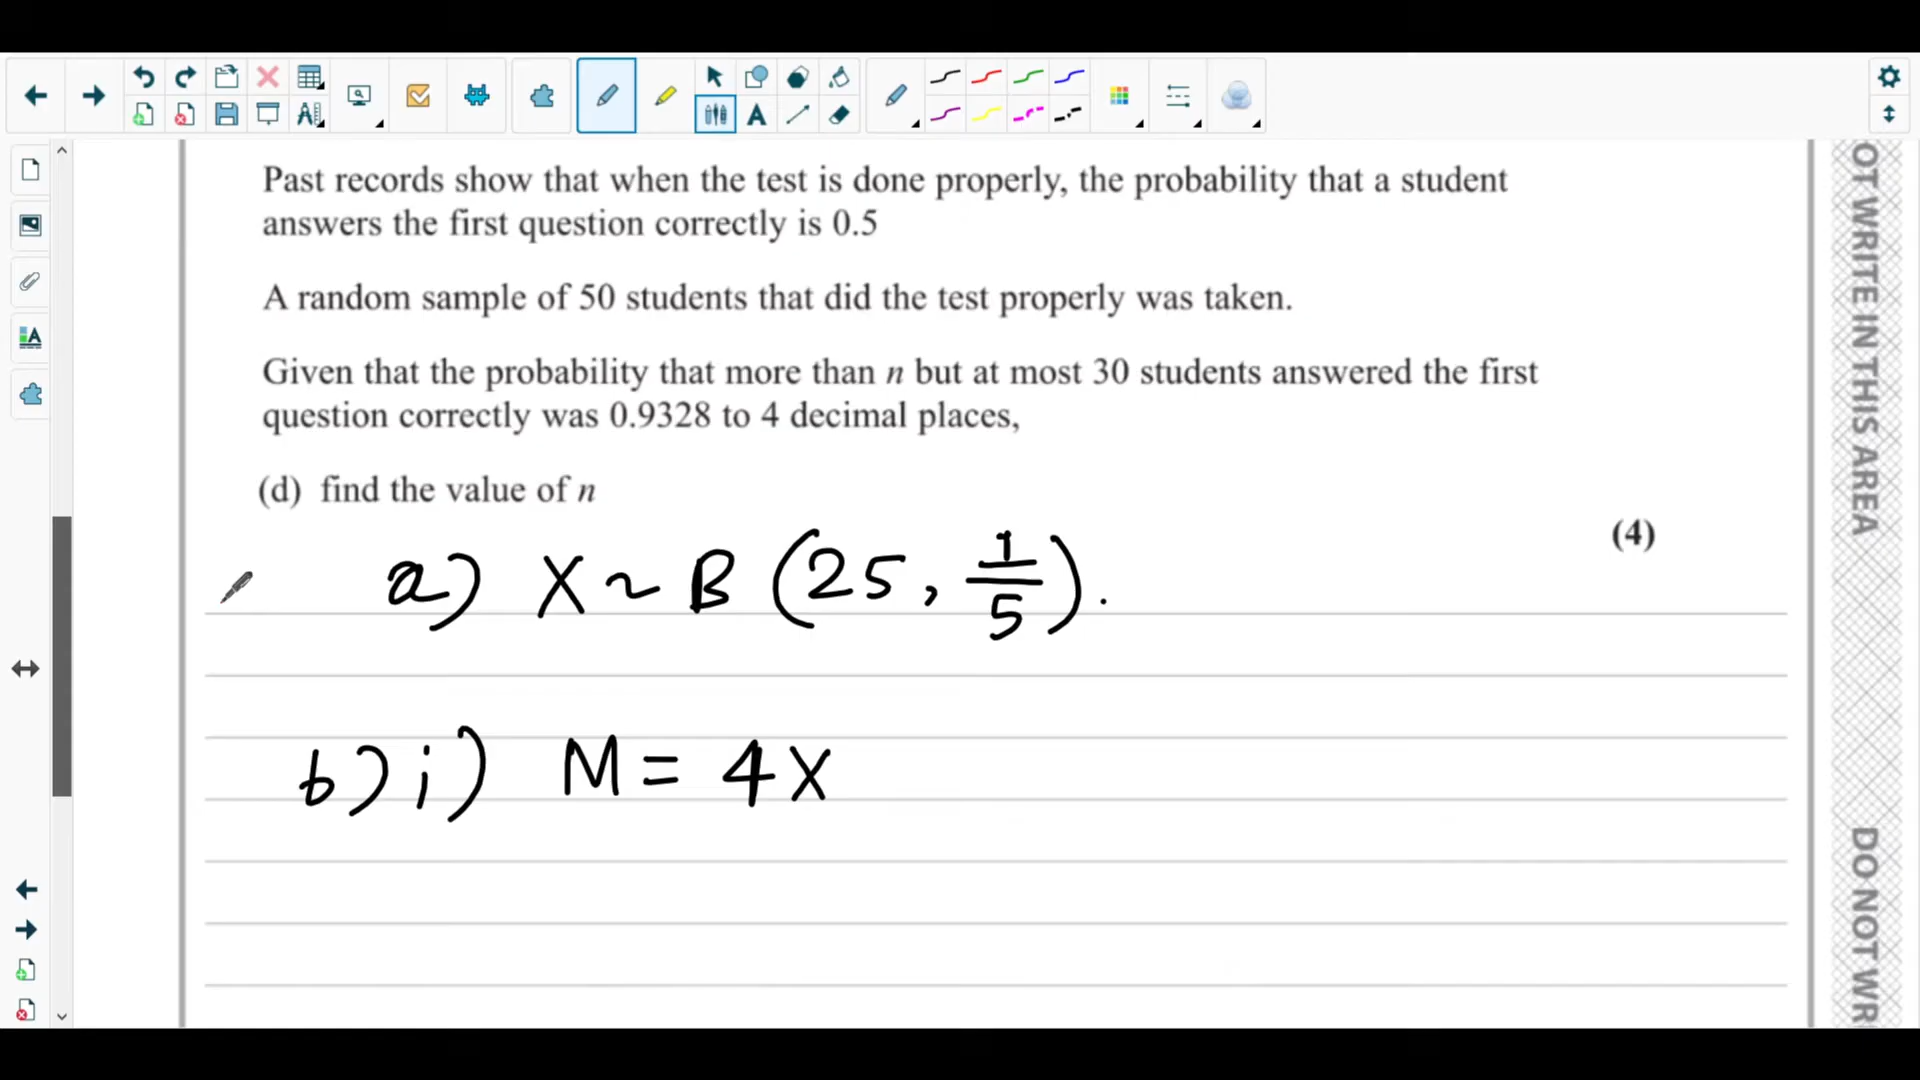 Past records show that when the test is done properly, the probability that a student
answers the first question correctly is 0.5
A random sample of 50 students that did the test properly was taken.
Given that the probability that more than n but at most 30 students answered the first
question correctly was 0.9328 to 4 decimal places,
(d) find the value of n
(4)
a) X ~ B (25, 1/5).
b) i) M = 4X
OT WRITE IN THIS AREA
DO NOT WR